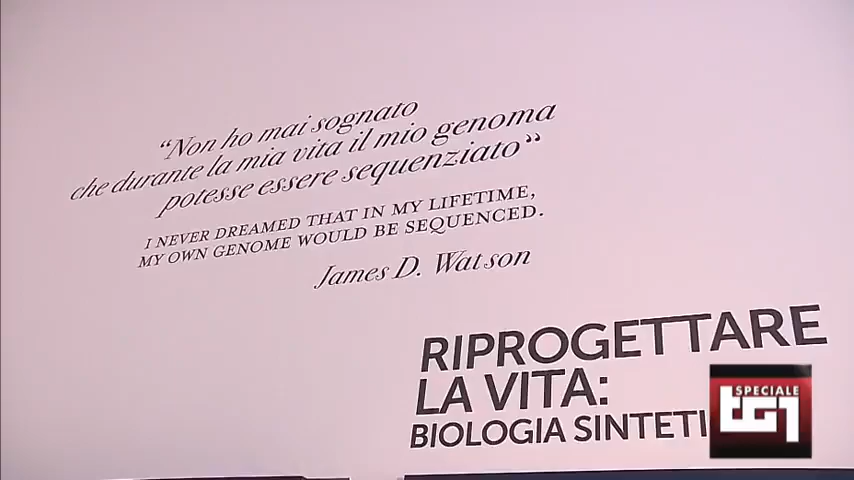 “Non ho mai sognato
che durante la mia vita il mio genoma
potesse essere sequenziato“
I NEVER DREAMED THAT IN MY LIFETIME,
MY OWN GENOME WOULD BE SEQUENCED.
James D. Watson
RIPROGETTARE
LA VITA:
BIOLOGIA SINTETI
SPECIALE
TG1